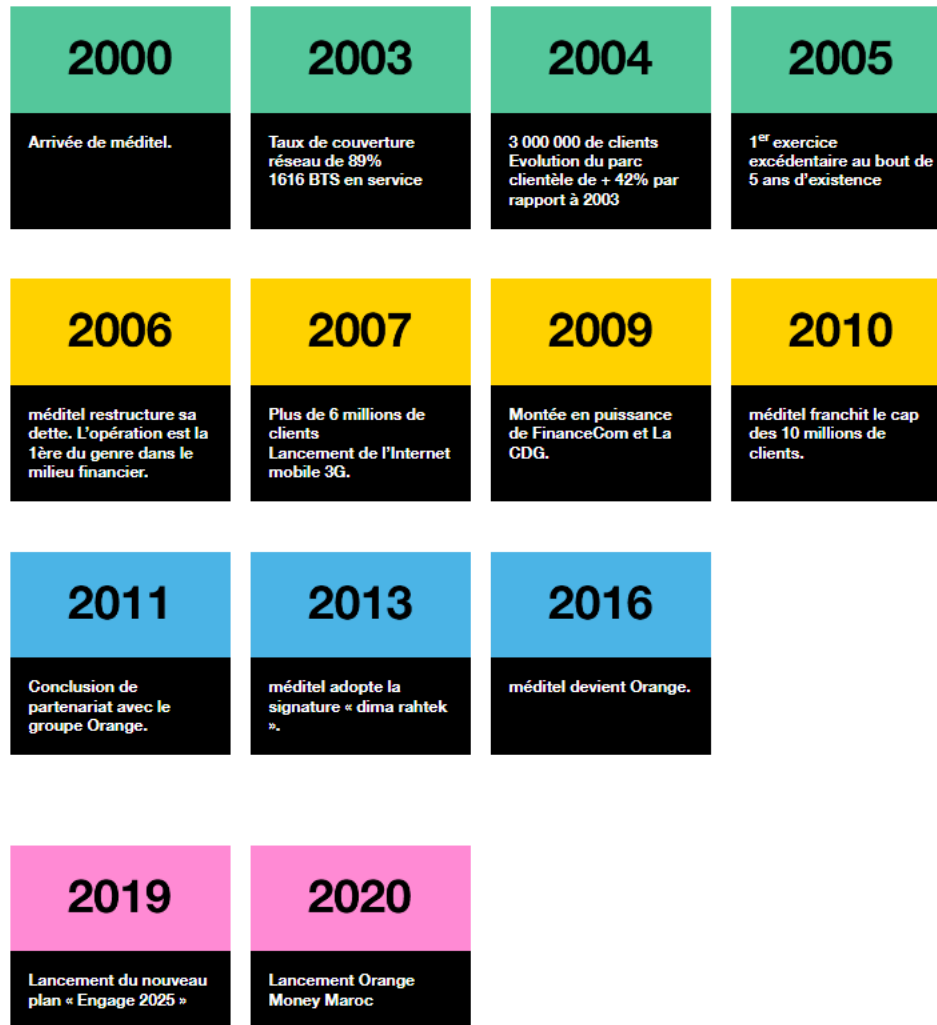 2000
Arrivée de méditel.
2003
Taux de couverture
réseau de 89%
1616 BTS en service
2004
3 000 000 de clients
Evolution du parc
clientèle de + 42% par
rapport à 2003
2005
1er exercice
excédentaire au bout de
5 ans d’existence
2006
méditel restructure sa
dette. L’opération est la
1ère du genre dans le
milieu financier.
2007
Plus de 6 millions de
clients
Lancement de l’Internet
mobile 3G.
2009
Montée en puissance
de FinanceCom et La
CDG.
2010
méditel franchit le cap
des 10 millions de
clients.
2011
Conclusion de
partenariat avec le
groupe Orange.
2013
méditel adopte la
signature « dima rahtek
».
2016
méditel devient Orange.
2019
Lancement du nouveau
plan « Engage 2025 »
2020
Lancement Orange
Money Maroc